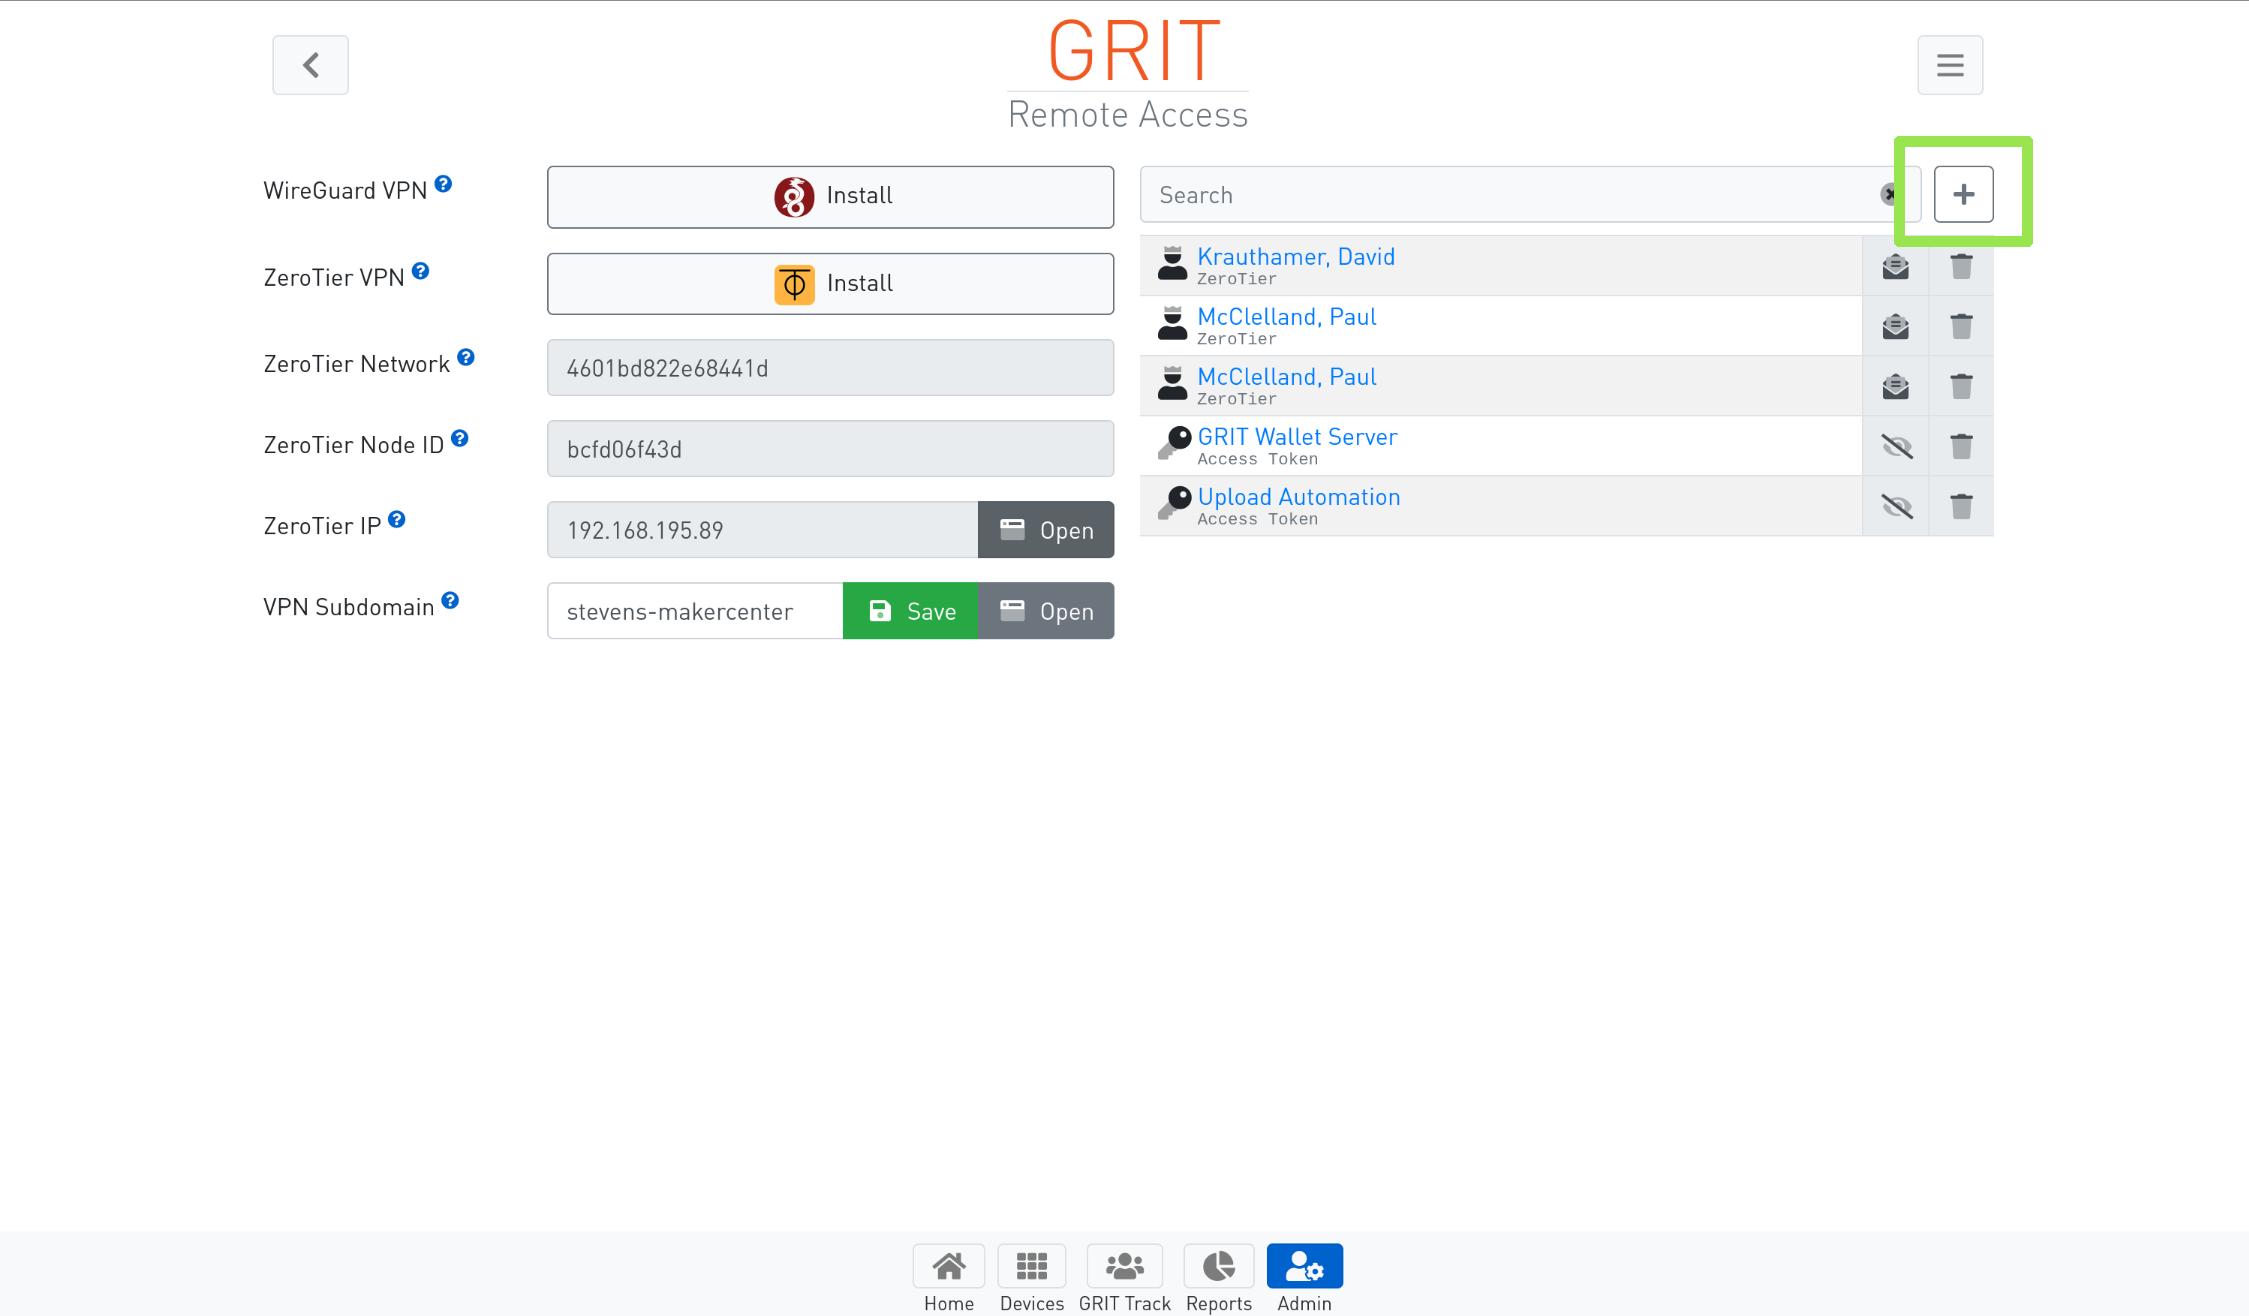 GRIT
Remote Access
WireGuard VPN
Install
ZeroTier VPN
Install
ZeroTier Network
4601bd822e68441d
ZeroTier Node ID
bcfd06f43d
ZeroTier IP
192.168.195.89
Open
VPN Subdomain
stevens-makercenter
Save
Open
Search
Krauthamer, David
ZeroTier
McClelland, Paul
ZeroTier
McClelland, Paul
ZeroTier
GRIT Wallet Server
Access Token
Upload Automation
Access Token
Home
Devices
GRIT Track
Reports
Admin